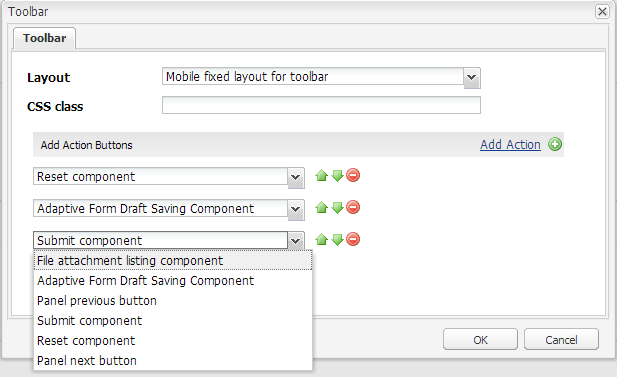 Toolbar
Toolbar
Layout Mobile fixed layout for toolbar
CSS class
Add Action Buttons Add Action
Reset component
Adaptive Form Draft Saving Component
Submit component
File attachment listing component
Adaptive Form Draft Saving Component
Panel previous button
Submit component
Reset component
Panel next button
OK Cancel